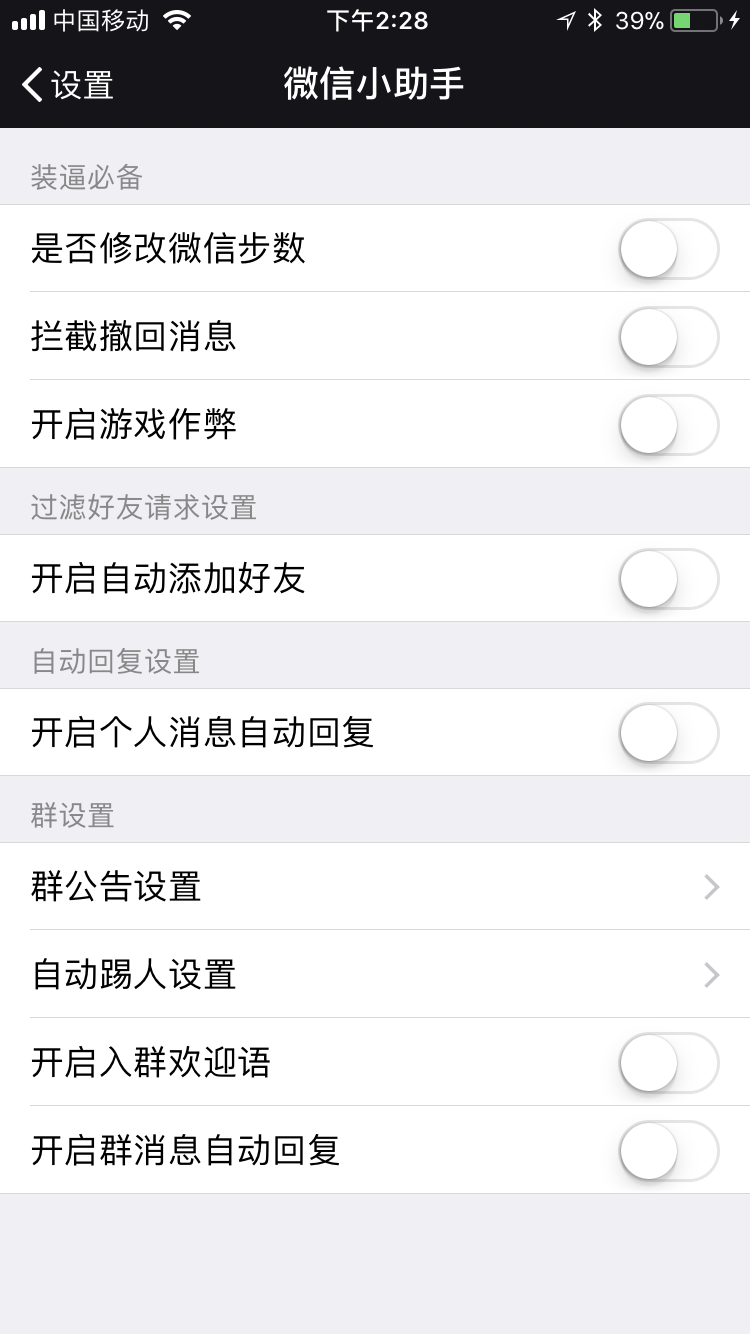 中国移动 下午2:28 39%
设置 微信小助手
装逼必备
是否修改微信步数
拦截撤回消息
开启游戏作弊
过滤好友请求设置
开启自动添加好友
自动回复设置
开启个人消息自动回复
群设置
群公告设置
自动踢人设置
开启入群欢迎语
开启群消息自动回复